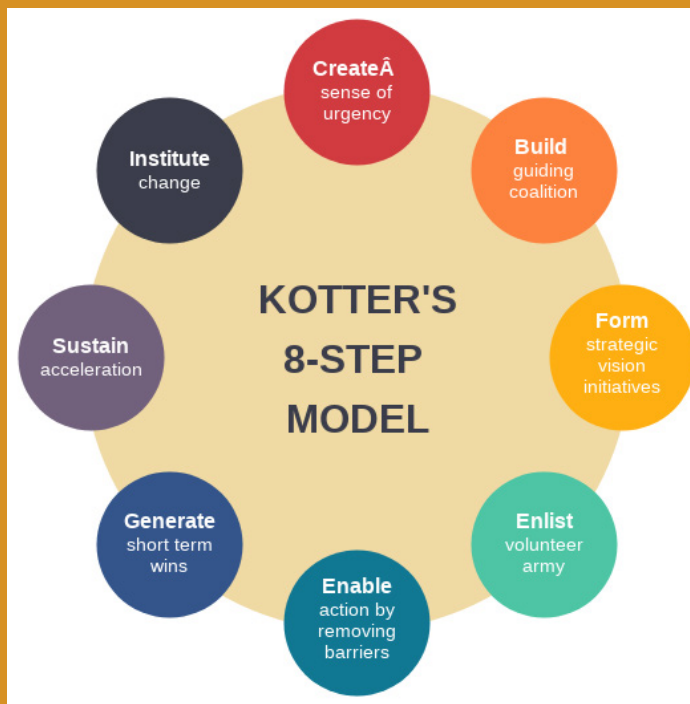 CreateÂ
sense of
urgency
Build
guiding
coalition
Form
strategic
vision
initiatives
Enlist
volunteer
army
Enable
action by
removing
barriers
Generate
short term
wins
Sustain
acceleration
Institute
change
KOTTER'S
8-STEP
MODEL